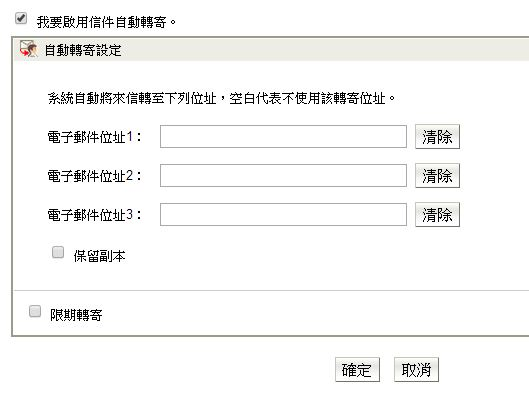 我要啟用信件自動轉寄。
自動轉寄設定
系統自動將來信轉至下列位址，空白代表不使用該轉寄位址。
電子郵件位址1： 清除
電子郵件位址2： 清除
電子郵件位址3： 清除
保留副本
限期轉寄
確定 取消